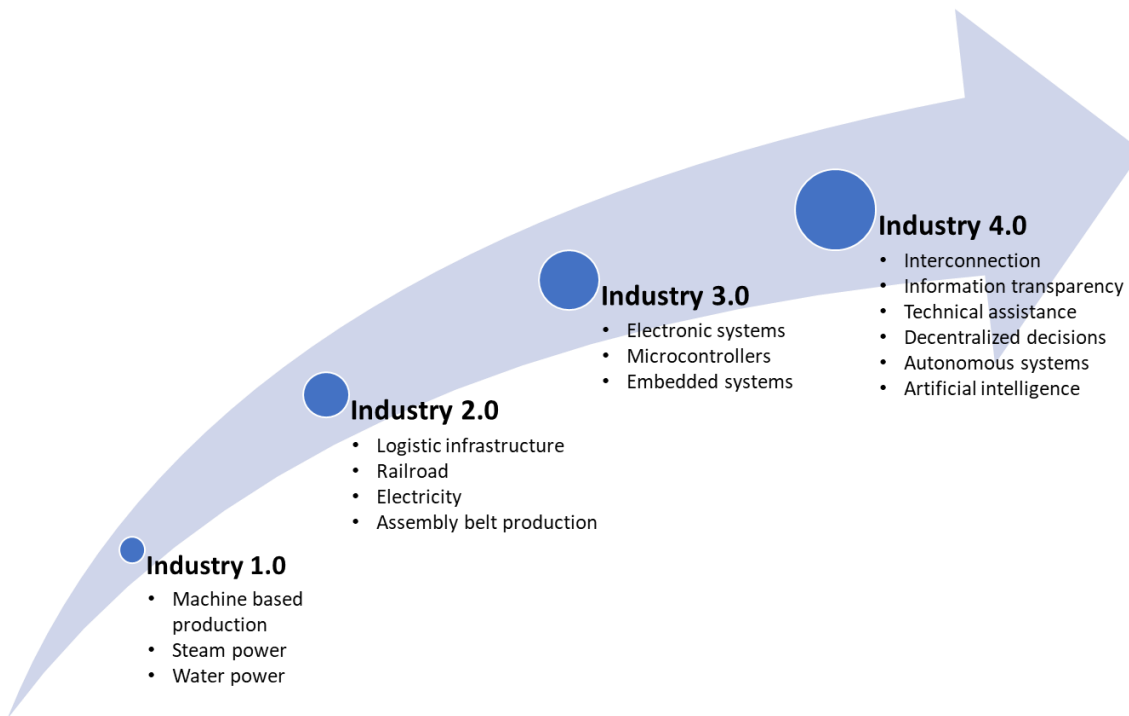 Industry 4.0
• Interconnection
• Information transparency
• Technical assistance
• Decentralized decisions
• Autonomous systems
• Artificial intelligence
Industry 3.0
• Electronic systems
• Microcontrollers
• Embedded systems
Industry 2.0
• Logistic infrastructure
• Railroad
• Electricity
• Assembly belt production
Industry 1.0
• Machine based
production
• Steam power
• Water power